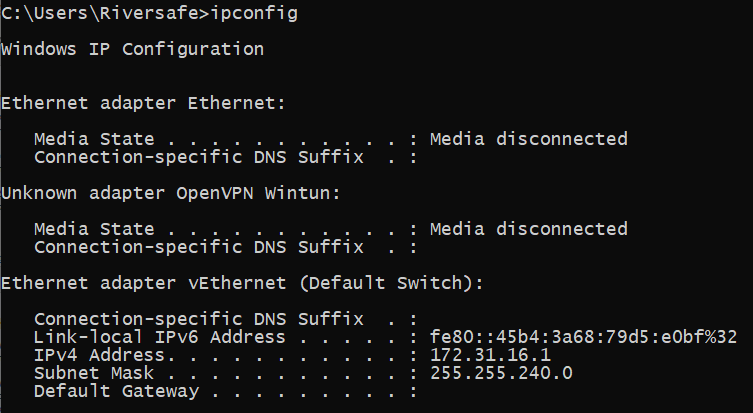 C:\Users\Riversafe>ipconfig
Windows IP Configuration
Ethernet adapter Ethernet:
Media State . . . . . . . . . . . : Media disconnected
Connection-specific DNS Suffix  . :
Unknown adapter OpenVPN Wintun:
Media State . . . . . . . . . . . : Media disconnected
Connection-specific DNS Suffix  . :
Ethernet adapter vEthernet (Default Switch):
Connection-specific DNS Suffix  . :
Link-local IPv6 Address . . . . . : fe80::45b4:3a68:79d5:e0bf%32
IPv4 Address. . . . . . . . . . . : 172.31.16.1
Subnet Mask . . . . . . . . . . . : 255.255.240.0
Default Gateway . . . . . . . . . :